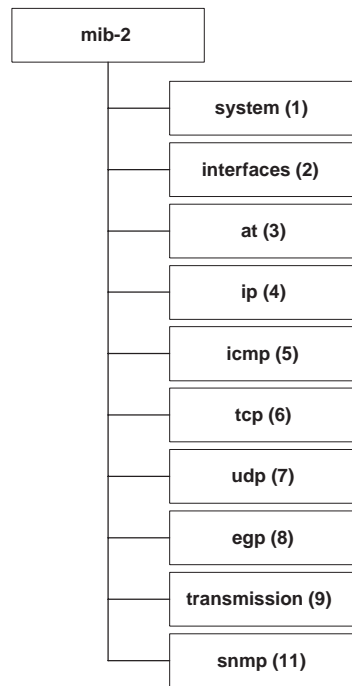 mib-2
system (1)
interfaces (2)
at (3)
ip (4)
icmp (5)
tcp (6)
udp (7)
egp (8)
transmission (9)
snmp (11)